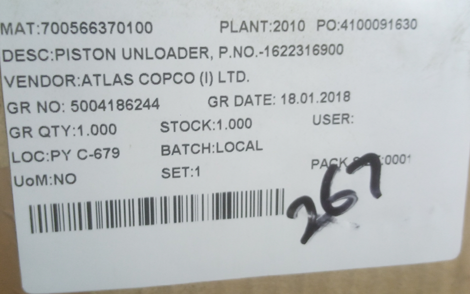 MAT:700566370100 PLANT:2010 PO:4100091630
DESC:PISTON UNLOADER, P.NO.-1622316900
VENDOR:ATLAS COPCO (I) LTD.
GR NO: 5004186244 GR DATE: 18.01.2018
GR QTY:1.000 STOCK:1.000 USER:
LOC:PY C-679 BATCH:LOCAL
UoM:NO SET:1 PACK :0001
267